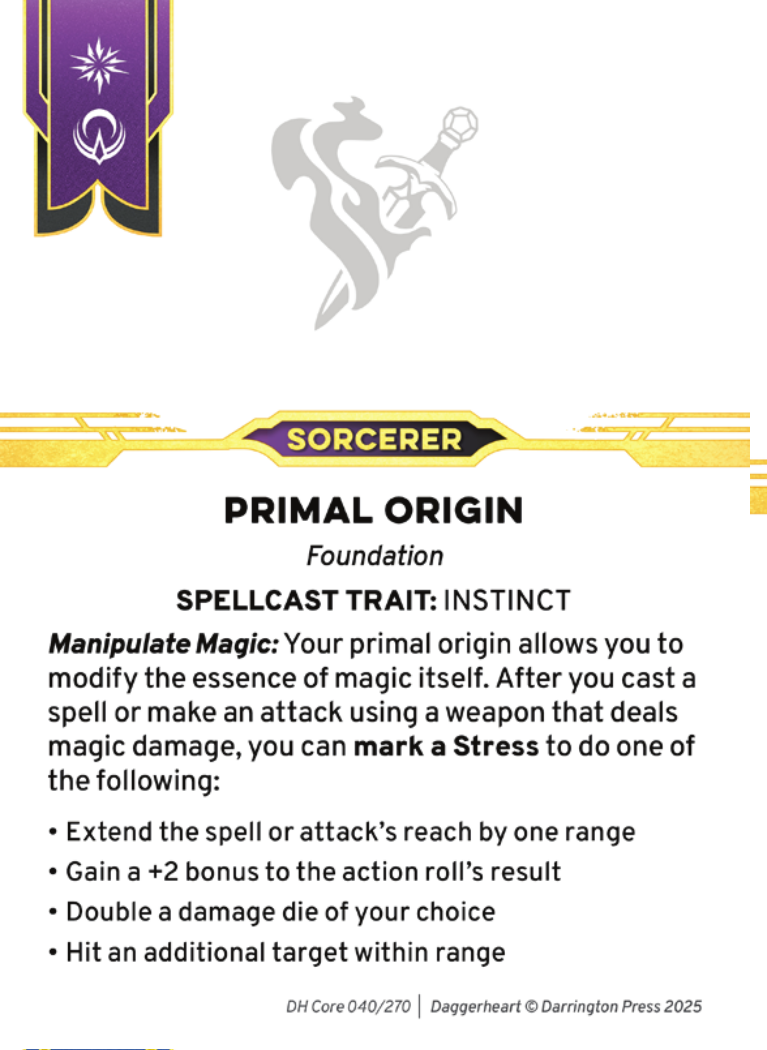 SORCERER
PRIMAL ORIGIN
Foundation
SPELLCAST TRAIT: INSTINCT
Manipulate Magic: Your primal origin allows you to
modify the essence of magic itself. After you cast a
spell or make an attack using a weapon that deals
magic damage, you can mark a Stress to do one of
the following:
• Extend the spell or attack’s reach by one range
• Gain a +2 bonus to the action roll’s result
• Double a damage die of your choice
• Hit an additional target within range
DH Core 040/270 | Daggerheart © Darrington Press 2025